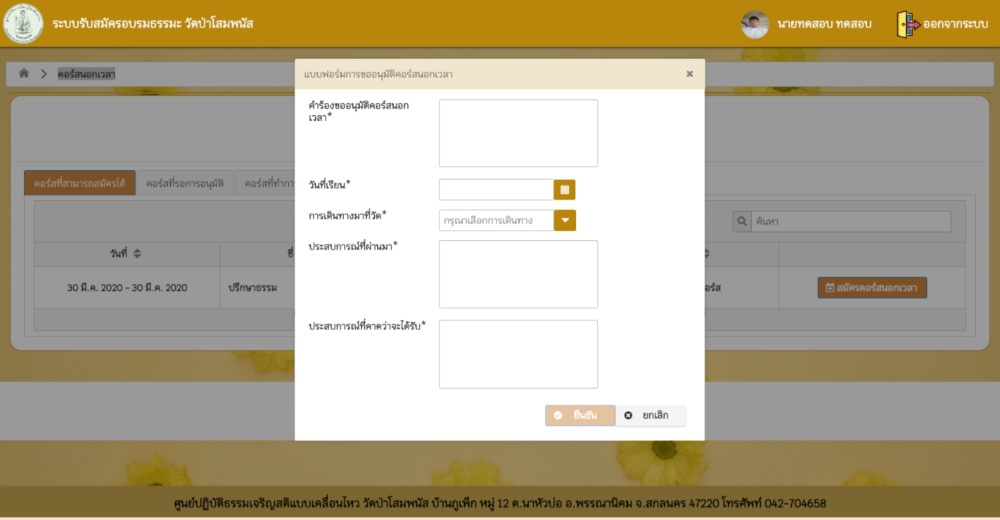 ระบบรับสมัครอบรมธรรมะ วัดป่าโสมพนัส
นายทดสอบ ทดสอบ
ออกจากระบบ
คอร์สนอกเวลา
แบบฟอร์มการขออนุมัติคอร์สนอกเวลา
คำร้องขออนุมัติคอร์สนอก
เวลา*
วันที่เรียน*
การเดินทางมาที่วัด*
กรุณาเลือกการเดินทาง
ประสบการณ์ที่ผ่านมา*
ประสบการณ์ที่คาดว่าจะได้รับ*
ยืนยัน
ยกเลิก
คอร์สที่สามารถสมัครได้
คอร์สที่รอการอนุมัติ
คอร์สที่ทำกา
ค้นหา
วันที่
ชื่
30 มี.ค. 2020 - 30 มี.ค. 2020
ปรึกษาธรรม
อร์ส
สมัครคอร์สนอกเวลา
ศูนย์ปฏิบัติธรรมเจริญสติแบบเคลื่อนไหว วัดป่าโสมพนัส บ้านภูเพ็ก หมู่ 12 ต.นาหัวบ่อ อ.พรรณานิคม จ.สกลนคร 47220 โทรศัพท์ 042-704658